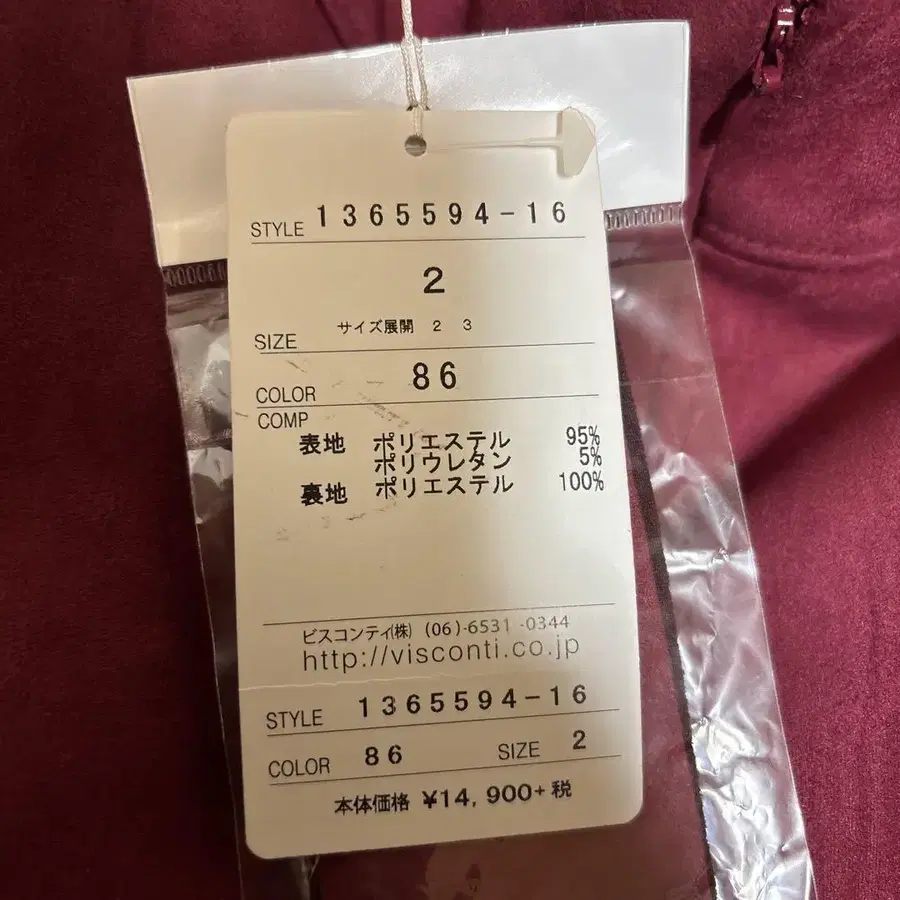 STYLE 1365594-16
2
SIZE サイズ展開 2 3
COLOR 86
COMP
表地 ポリエステル 95%
ポリウレタン 5%
裏地 ポリエステル 100%
ビスコンティ(株) (06)-6531-0344
http://visconti.co.jp
STYLE 1365594-16
COLOR 86 SIZE 2
本体価格 ¥14,900+税